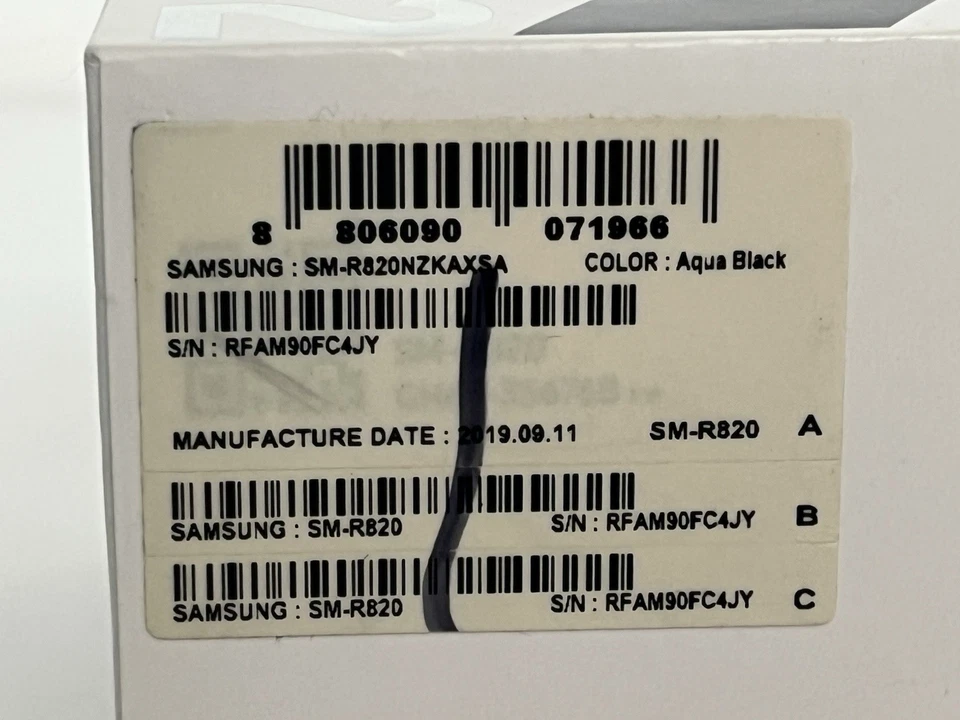 2
8 806090 071966
SAMSUNG : SM-R820NZKAXSA COLOR : Aqua Black
S/N : RFAM90FC4JY
MANUFACTURE DATE : 2019.09.11 SM-R820 A
SAMSUNG : SM-R820 S/N : RFAM90FC4JY B
SAMSUNG : SM-R820 S/N : RFAM90FC4JY C